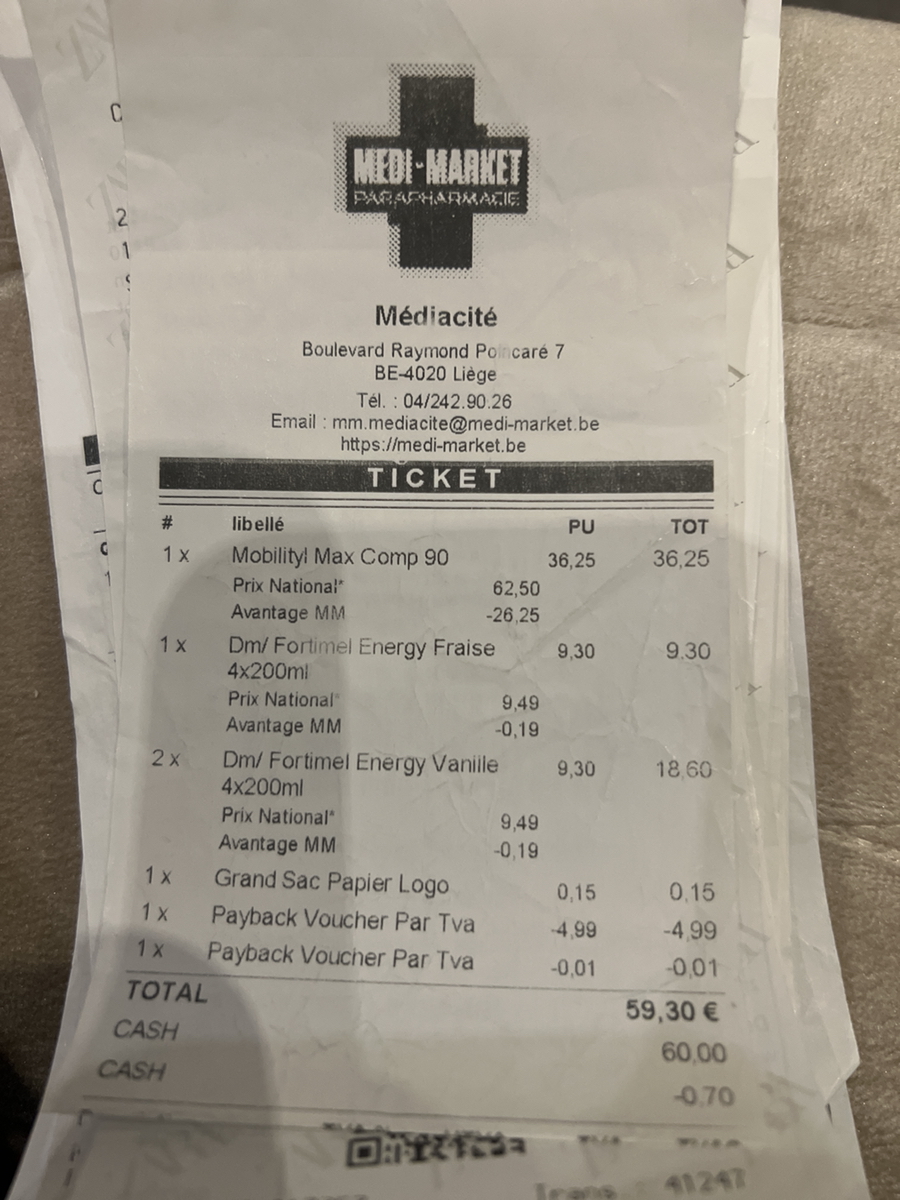 MEDI-MARKET
PARAPHARMACIE
Médiacité
Boulevard Raymond Poincaré 7
BE-4020 Liège
Tél. : 04/242.90.26
Email : mm.mediacite@medi-market.be
https://medi-market.be
TICKET
# libellé PU TOT
1 x Mobilityl Max Comp 90 36,25 36,25
Prix National* 62,50
Avantage MM -26,25
1 x Dm/ Fortimel Energy Fraise 9,30 9.30
4x200ml
Prix National* 9,49
Avantage MM -0,19
2 x Dm/ Fortimel Energy Vanille 9,30 18,60
4x200ml
Prix National* 9,49
Avantage MM -0,19
1 x Grand Sac Papier Logo 0,15 0,15
1 x Payback Voucher Par Tva -4,99 -4,99
1 x Payback Voucher Par Tva -0,01 -0,01
TOTAL 59,30 €
CASH 60,00
CASH -0,70
Trans. 41247